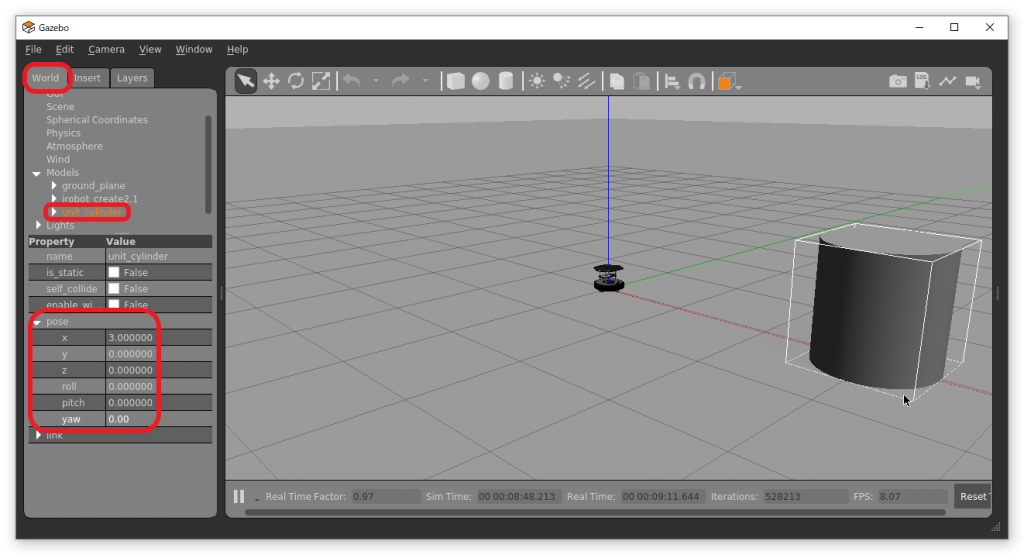 Gazebo
File Edit Camera View Window Help
World Insert Layers
GUI
Scene
Spherical Coordinates
Physics
Atmosphere
Wind
Models
ground_plane
irobot_create2.1
unit_cylinder
Lights
Property Value
name unit_cylinder
is_static False
self_collide False
enable_wi... False
pose
x 3.000000
y 0.000000
z 0.000000
roll 0.000000
pitch 0.000000
yaw 0.00
link
LOG
Real Time Factor: 0.97 Sim Time: 00 00:08:48.213 Real Time: 00 00:09:11.644 Iterations: 528213 FPS: 8.07 Reset T